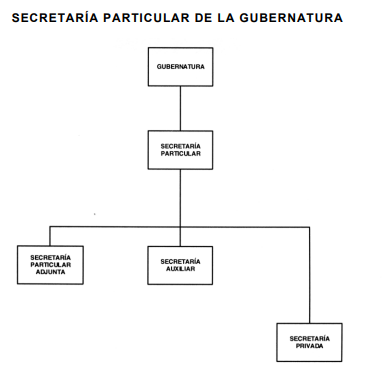 SECRETARÍA PARTICULAR DE LA GUBERNATURA
GUBERNATURA
SECRETARÍA
PARTICULAR
SECRETARÍA
PARTICULAR
ADJUNTA
SECRETARÍA
AUXILIAR
SECRETARÍA
PRIVADA